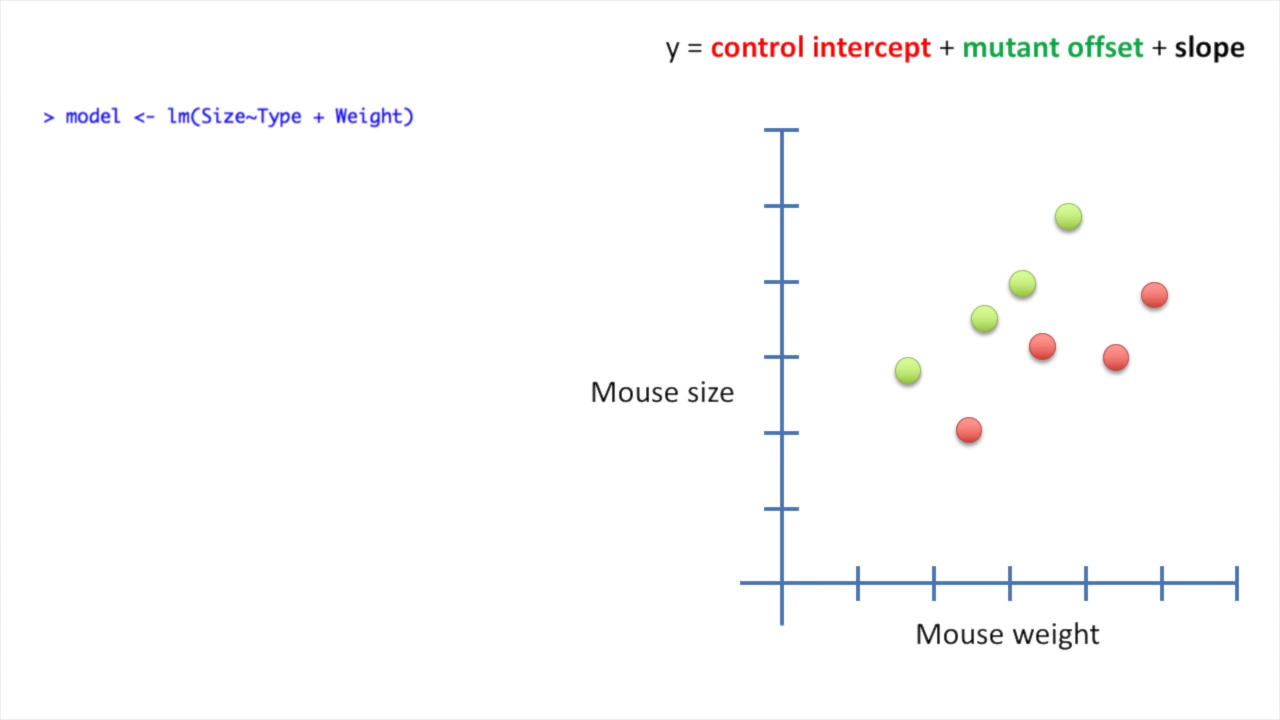 y = control intercept + mutant offset + slope
> model <- lm(Size~Type + Weight)
Mouse size
Mouse weight